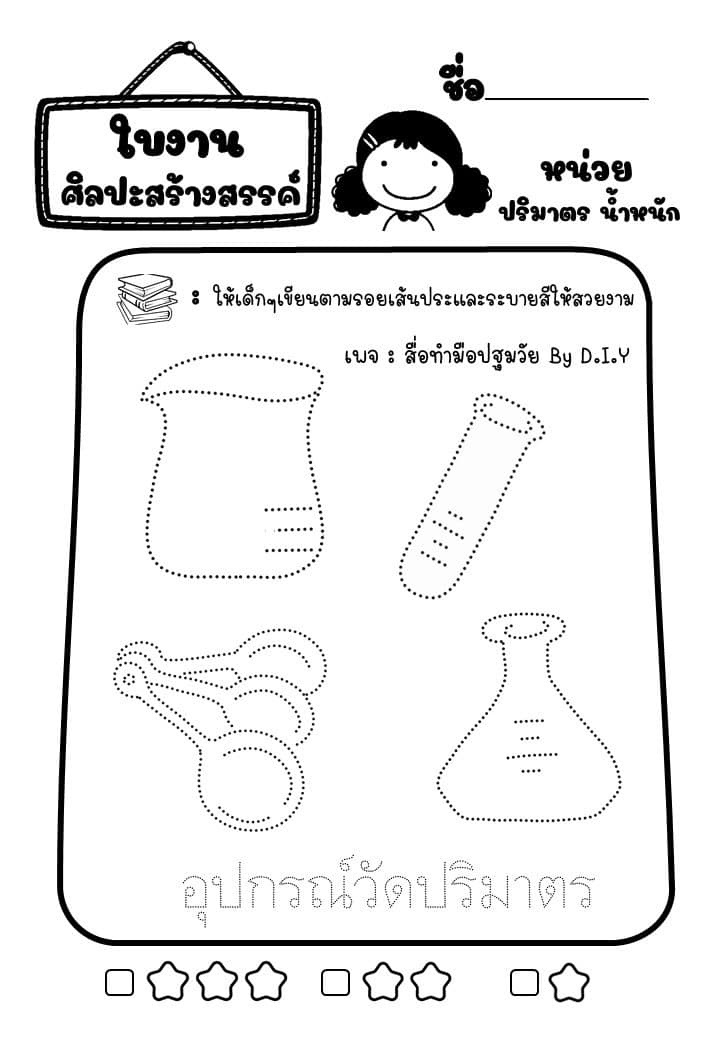 ชื่อ
ใบงาน
ศิลปะสร้างสรรค์
หน่วย
ปริมาตร น้ำหนัก
: ให้เด็กๆเขียนตามรอยเส้นประและระบายสีให้สวยงาม
เพจ : สื่อทำมือปฐมวัย By D.I.Y
อุปกรณ์วัดปริมาตร